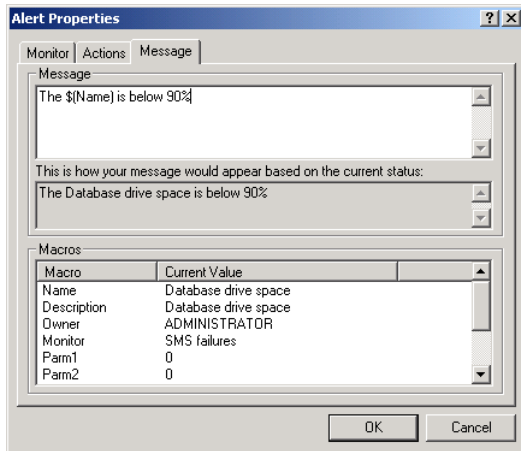 Alert Properties
Monitor Actions Message
Message
The $(Name) is below 90%
This is how your message would appear based on the current status:
The Database drive space is below 90%
Macros
Macro Current Value
Name Database drive space
Description Database drive space
Owner ADMINISTRATOR
Monitor SMS failures
Parm1 0
Parm2 0
OK Cancel